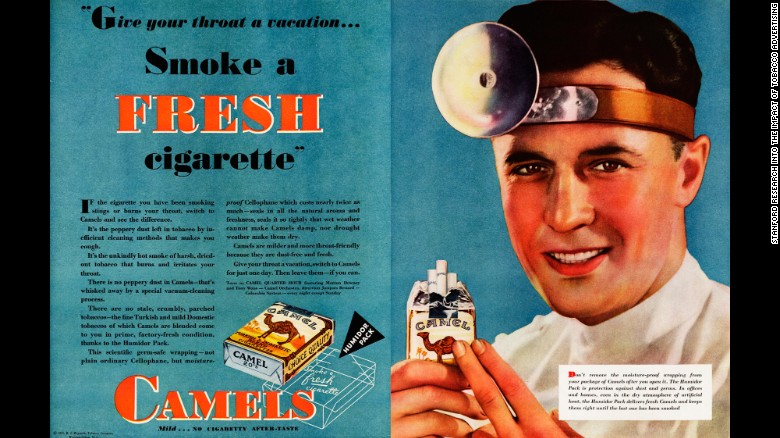 "Give your throat a vacation...
Smoke a
FRESH
cigarette"
IF the cigarette you have been smoking
stings or burns your throat, switch to
Camels and see the difference.
It's the peppery dust left in tobacco by in-
efficient cleaning methods that makes you
cough.
It's the unkindly hot smoke of harsh, dried-
out tobacco that burns and irritates your
throat.
There is no peppery dust in Camels—that's
whisked away by a special vacuum-cleaning
process.
There are no stale, crumbly, parched
tobaccos—the fine Turkish and mild Domestic
tobaccos of which Camels are blended come
to you in prime, factory-fresh condition,
thanks to the Humidor Pack.
This scientific germ-safe wrapping—not
plain ordinary Cellophane, but moisture-
proof Cellophane which costs nearly twice as
much—seals in all the natural aroma and
freshness, seals it so tightly that wet weather
cannot make Camels damp, nor drought
weather make them dry.
Camels are milder and more throat-friendly
because they are dust-free and fresh.
Give your throat a vacation, switch to Camels
for just one day. Then leave them—if you can.
Tune in CAMEL QUARTER HOUR featuring Morton Downey
and Tony Wons — Camel Orchestra, direction Jacques Renard —
Columbia System — every night except Sunday
CAMEL
CHOICE QUALITY
HUMIDOR
PACK
fresh
cigarette
CAMELS
Mild... NO CIGARETTY AFTER-TASTE
CAMEL
Don't remove the moisture-proof wrapping from
your package of Camels after you open it. The Humidor
Pack is protection against dust and germs. In offices
and homes, even in the dry atmosphere of artificial
heat, the Humidor Pack delivers fresh Camels and keeps
them right until the last one has been smoked
STANFORD RESEARCH INTO THE IMPACT OF TOBACCO ADVERTISING